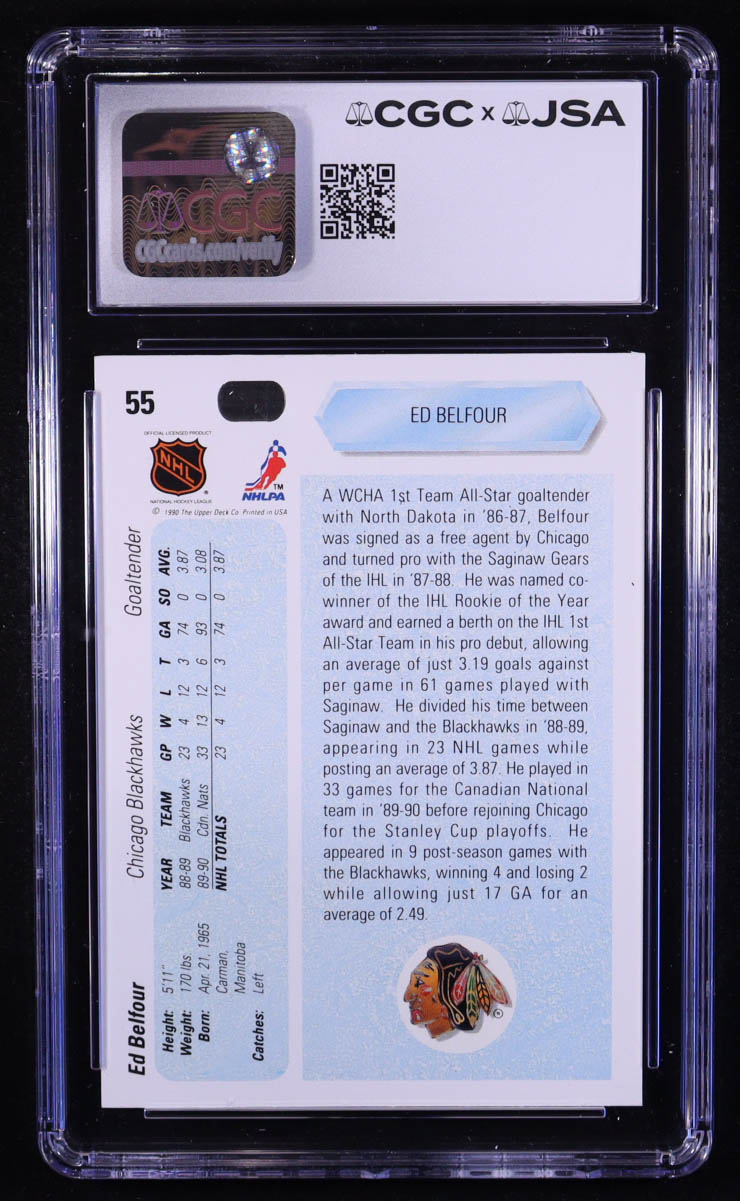 CGC x JSA
CGC
CGCcards.com/verify
55
ED BELFOUR
OFFICIAL LICENSED PRODUCT
NHL
NATIONAL HOCKEY LEAGUE
TM
NHLPA
© 1990 The Upper Deck Co. Printed in USA
A WCHA 1st Team All-Star goaltender
with North Dakota in '86-87, Belfour
was signed as a free agent by Chicago
and turned pro with the Saginaw Gears
of the IHL in '87-88. He was named co-
winner of the IHL Rookie of the Year
award and earned a berth on the IHL 1st
All-Star Team in his pro debut, allowing
an average of just 3.19 goals against
per game in 61 games played with
Saginaw. He divided his time between
Saginaw and the Blackhawks in '88-89,
appearing in 23 NHL games while
posting an average of 3.87. He played in
33 games for the Canadian National
team in '89-90 before rejoining Chicago
for the Stanley Cup playoffs. He
appeared in 9 post-season games with
the Blackhawks, winning 4 and losing 2
while allowing just 17 GA for an
average of 2.49.
®
Ed Belfour Chicago Blackhawks Goaltender
Height: 5'11"
Weight: 170 lbs.
Born: Apr. 21, 1965
Carman,
Manitoba
Catches: Left
YEAR TEAM GP W L T GA SO AVG.
88-89 Blackhawks 23 4 12 3 74 0 3.87
89-90 Cdn. Nats 33 13 12 6 93 0 3.08
NHL TOTALS 23 4 12 3 74 0 3.87